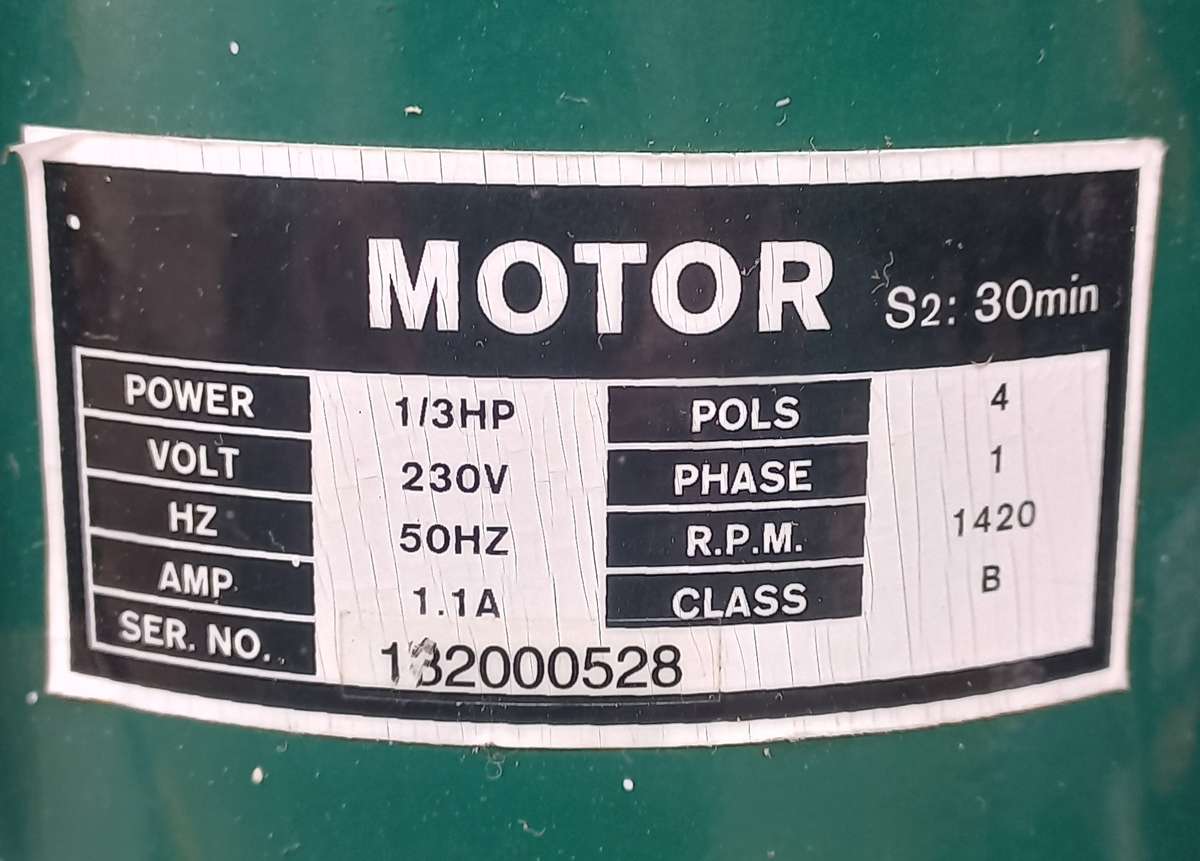 MOTOR S2: 30min
POWER 1/3HP POLS 4
VOLT 230V PHASE 1
HZ 50HZ R.P.M. 1420
AMP 1.1A CLASS B
SER. NO.